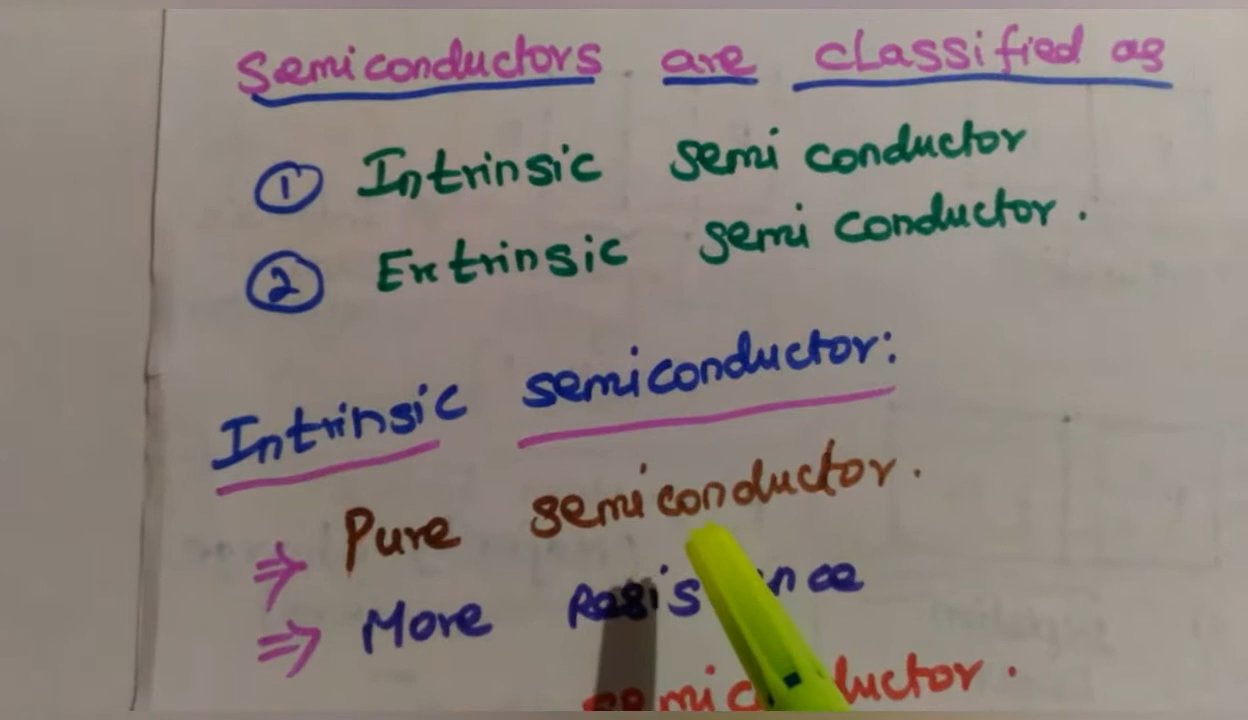 Semiconductors are classified as
① Intrinsic semi conductor
② Extrinsic semi conductor.
Intrinsic semiconductor:
⇒ Pure semiconductor.
⇒ More